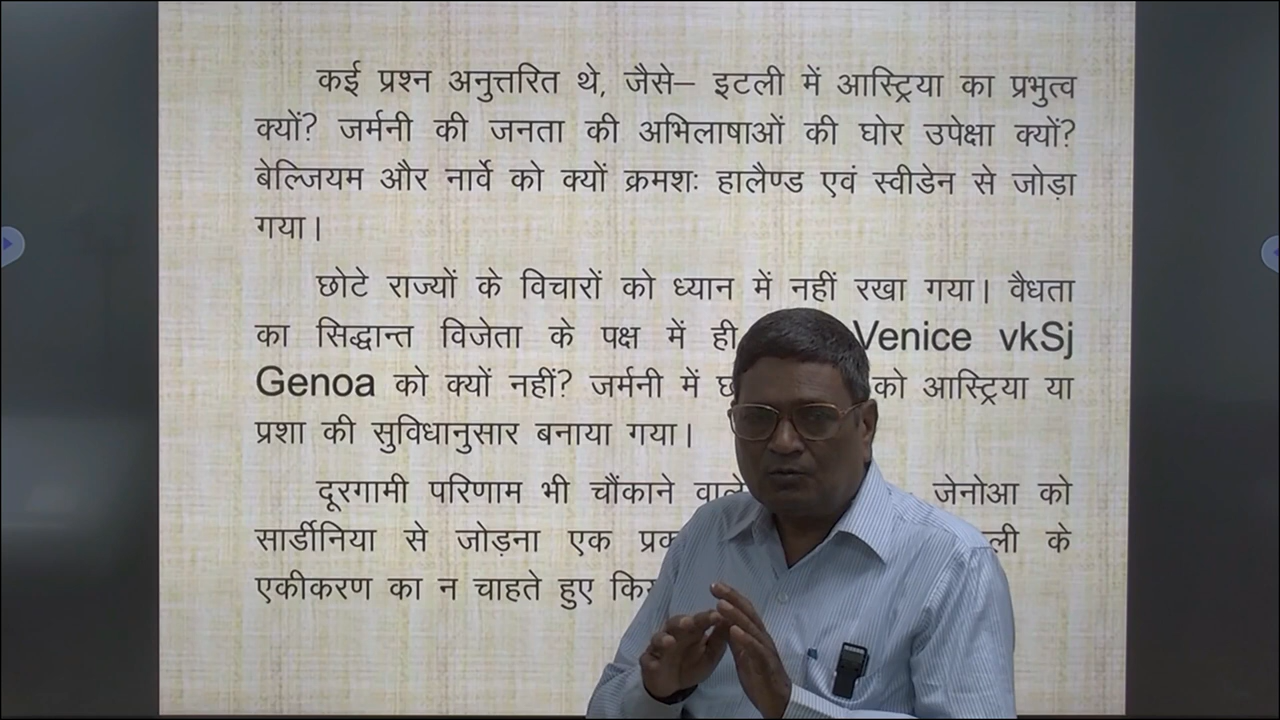 कई प्रश्न अनुत्तरित थे, जैसे– इटली में आस्ट्रिया का प्रभुत्व
क्यों? जर्मनी की जनता की अभिलाषाओं की घोर उपेक्षा क्यों?
बेल्जियम और नार्वे को क्यों क्रमशः हालैण्ड एवं स्वीडेन से जोड़ा
गया।
छोटे राज्यों के विचारों को ध्यान में नहीं रखा गया। वैधता
का सिद्धान्त विजेता के पक्ष में ही Venice vkSj
Genoa को क्यों नहीं? जर्मनी में को आस्ट्रिया या
प्रशा की सुविधानुसार बनाया गया।
दूरगामी परिणाम भी चौंकाने जेनोआ को
सार्डीनिया से जोड़ना एक के
एकीकरण का न चाहते हुए